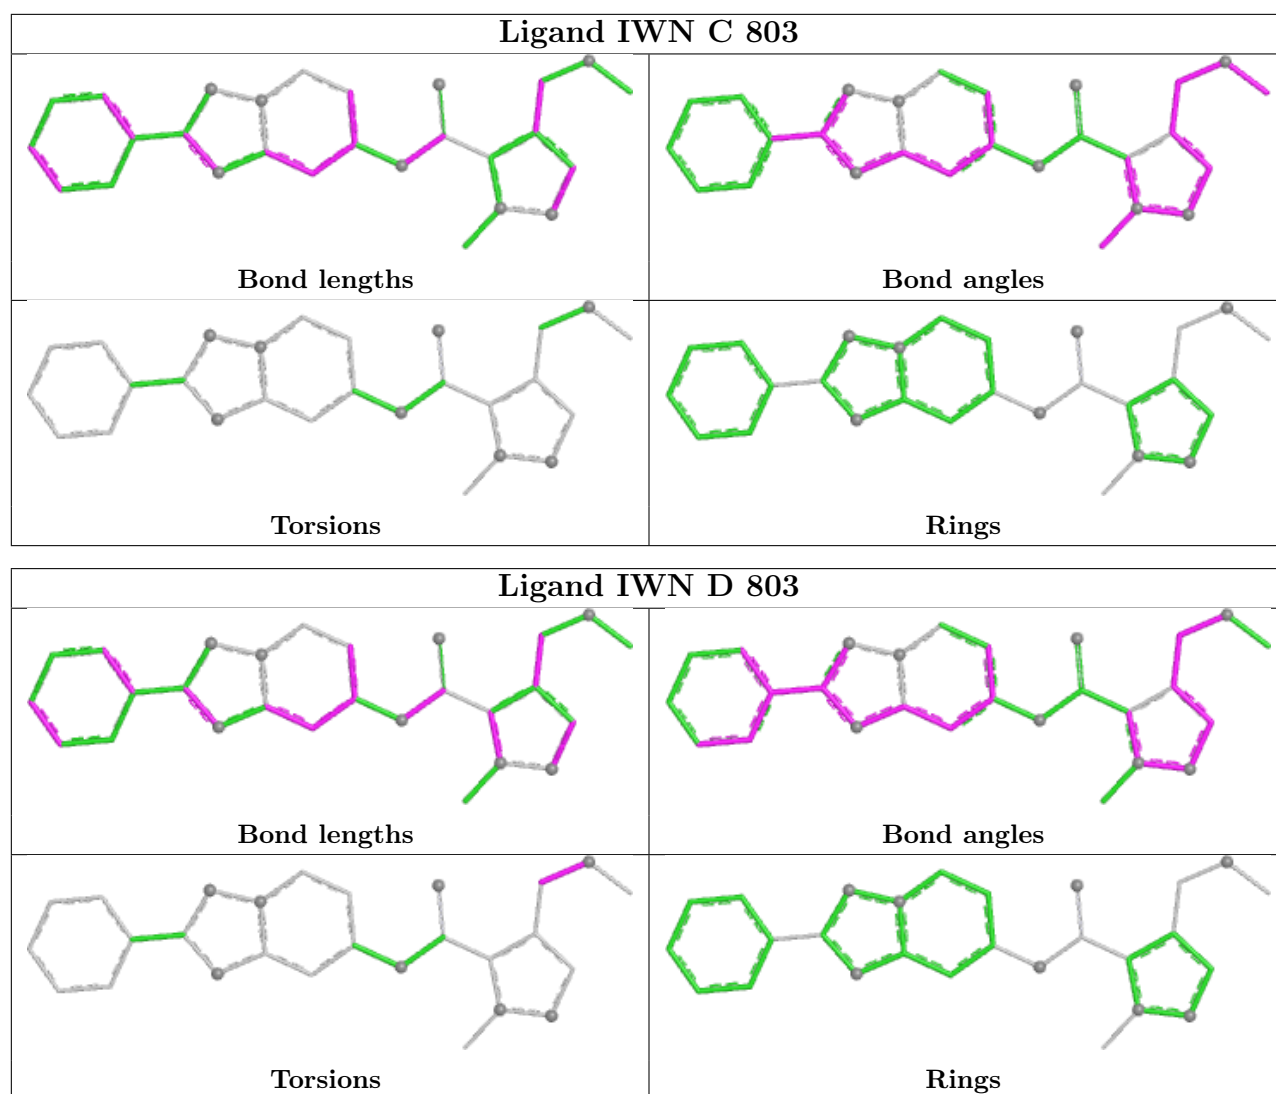 Ligand IWN C 803
Bond lengths
Bond angles
Torsions
Rings
Ligand IWN D 803
Bond lengths
Bond angles
Torsions
Rings